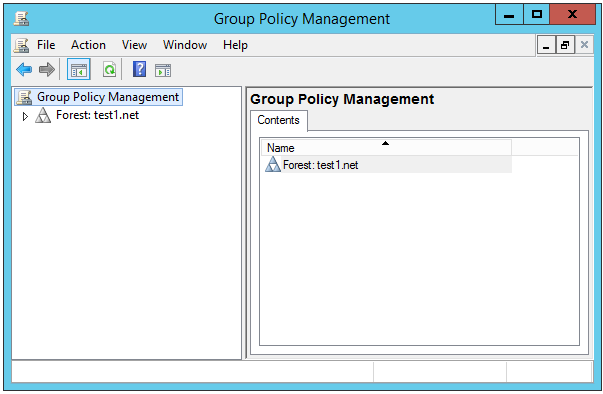 Group Policy Management
File Action View Window Help
Group Policy Management
Forest: test1.net
Group Policy Management
Contents
Name
Forest: test1.net